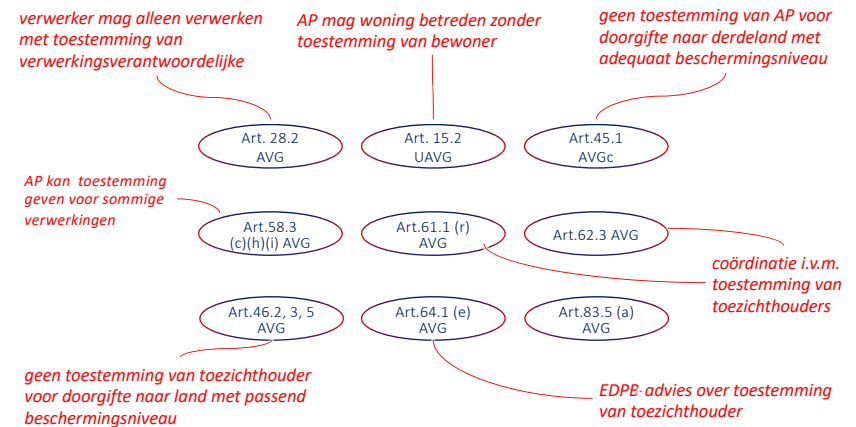 verwerker mag alleen verwerken
met toestemming van
verwerkingsverantwoordelijke
AP mag woning betreden zonder
toestemming van bewoner
geen toestemming van AP voor
doorgifte naar derdeland met
adequaat beschermingsniveau
Art. 28.2
AVG
Art. 15.2
UAVG
Art.45.1
AVGc
AP kan toestemming
geven voor sommige
verwerkingen
Art.58.3
(c)(h)(i) AVG
Art.61.1 (r)
AVG
Art.62.3 AVG
coördinatie i.v.m.
toestemming van
toezichthouders
Art.46.2, 3, 5
AVG
Art.64.1 (e)
AVG
Art.83.5 (a)
AVG
geen toestemming van toezichthouder
voor doorgifte naar land met passend
beschermingsniveau
EDPB- advies over toestemming
van toezichthouder